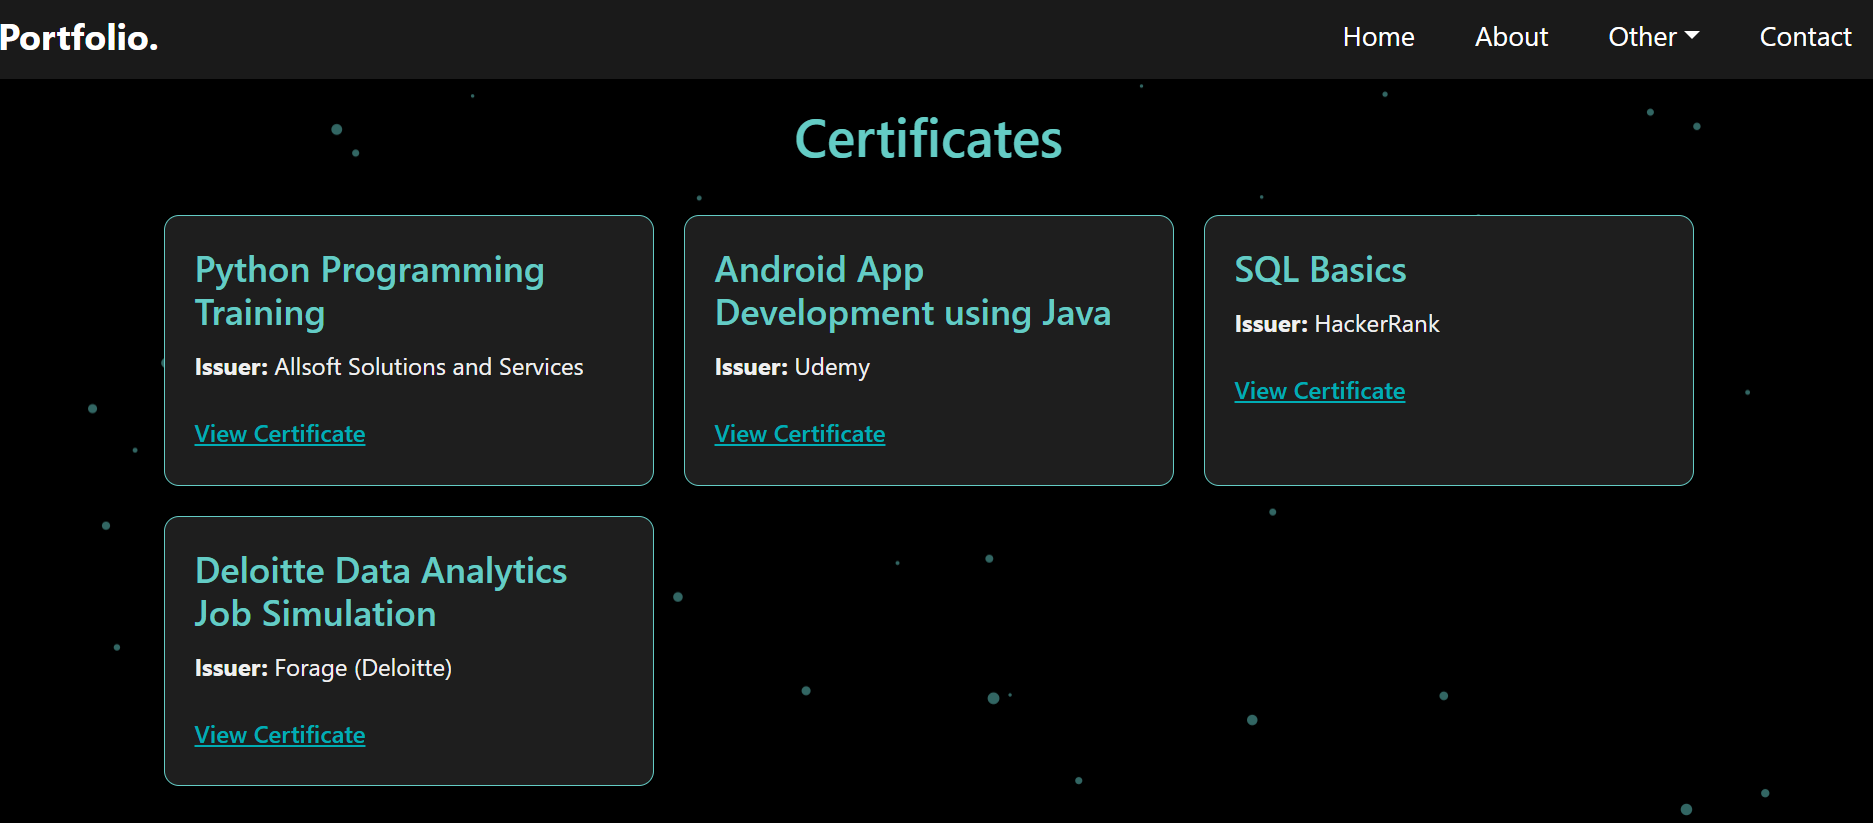 Portfolio.
Home
About
Other
Contact
Certificates
Python Programming
Training
Issuer: Allsoft Solutions and Services
View Certificate
Android App
Development using Java
Issuer: Udemy
View Certificate
SQL Basics
Issuer: HackerRank
View Certificate
Deloitte Data Analytics
Job Simulation
Issuer: Forage (Deloitte)
View Certificate